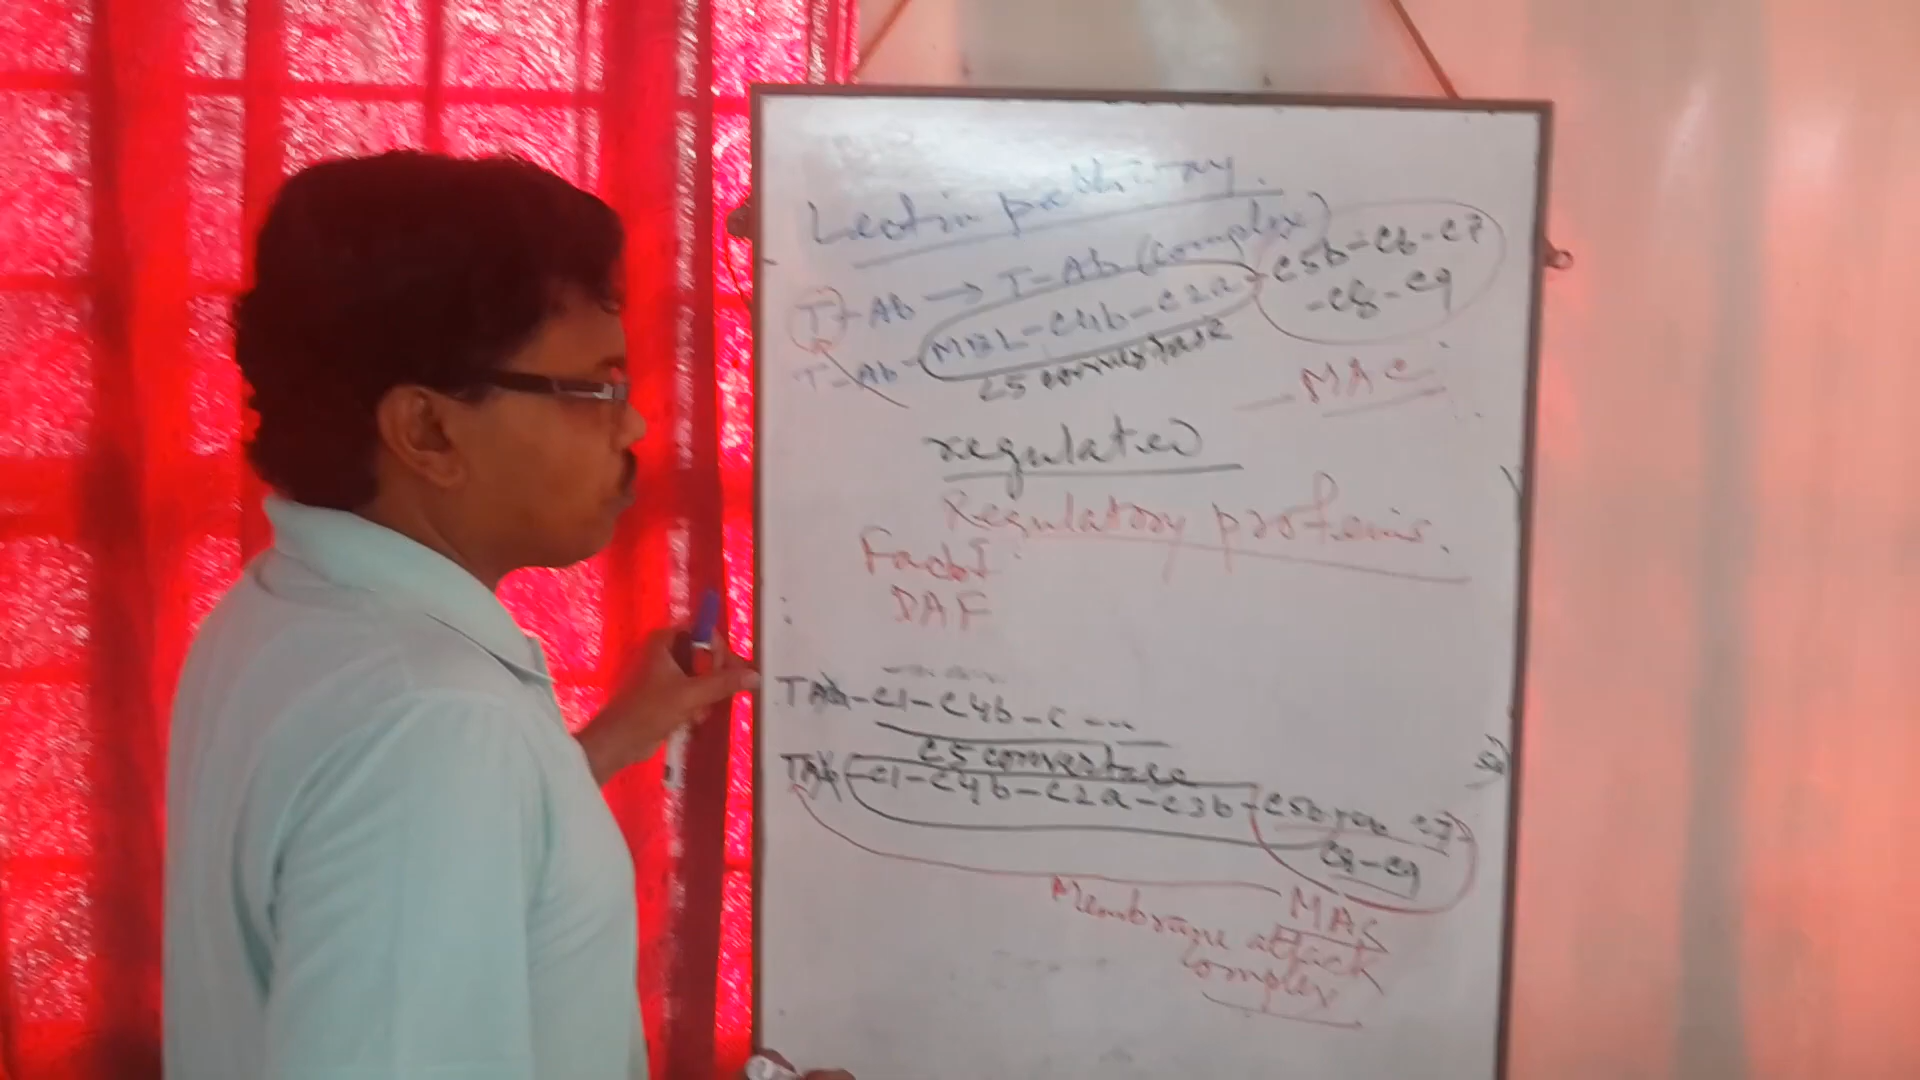 Lectin pathway.
T+Ab → T-Ab (complex)
T-Ab-MBL-C4b-C2a-C5b-C6-C7
-C8-C9
C5 convertase
MAC
regulated
Regulatory proteins.
Fact I
DAF
TAb-C1-C4b-C---
C5 convertase
TAb-C1-C4b-C2a-C3b-C5b C7
C8-C9
MAC
Membrane attack
complex